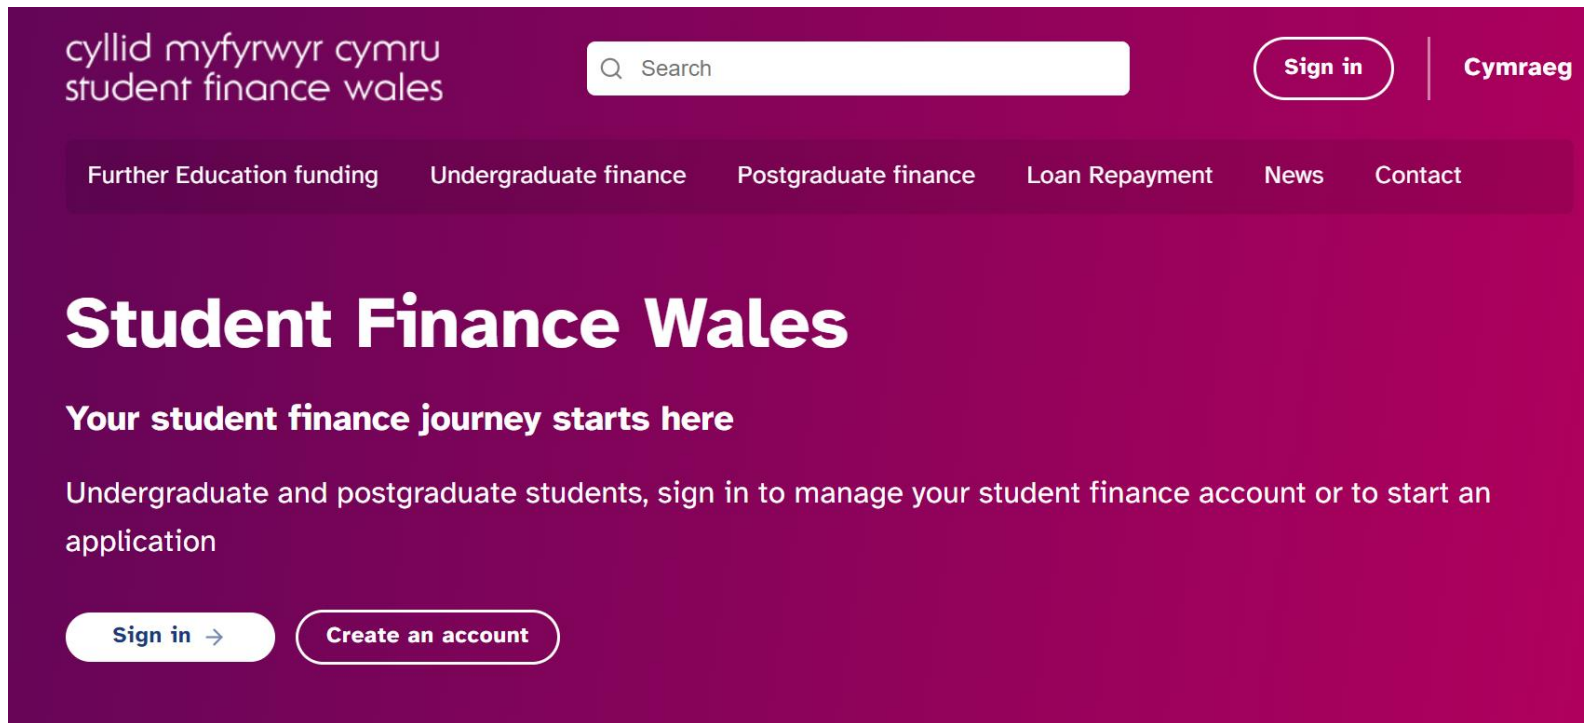 cyllid myfyrwyr cymru
student finance wales
Search
Sign in
Cymraeg
Further Education funding
Undergraduate finance
Postgraduate finance
Loan Repayment
News
Contact
Student Finance Wales
Your student finance journey starts here
Undergraduate and postgraduate students, sign in to manage your student finance account or to start an
application
Sign in →
Create an account